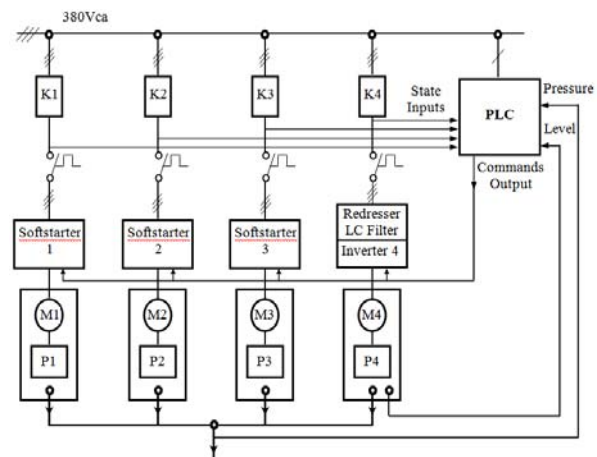 380Vca
K1
K2
K3
K4
State
Inputs
PLC
Pressure
Level
Commands
Output
Softstarter
1
Softstarter
2
Softstarter
3
Redresser
LC Filter
Inverter 4
M1
M2
M3
M4
P1
P2
P3
P4